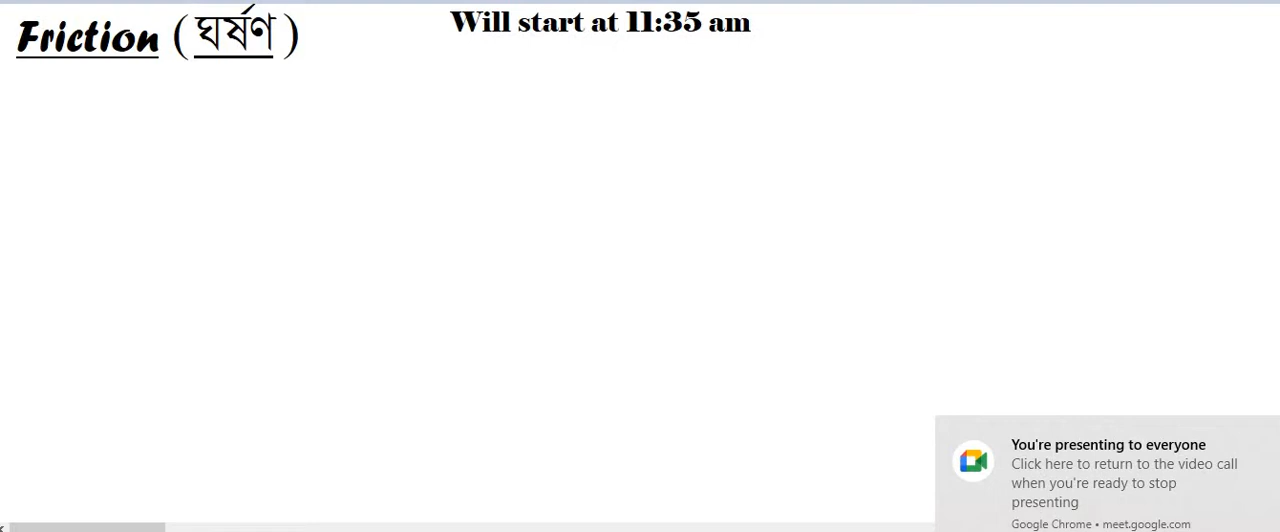 Friction (ঘর্ষণ)
Will start at 11:35 am
You're presenting to everyone
Click here to return to the video call
when you're ready to stop
presenting
Google Chrome • meet.google.com